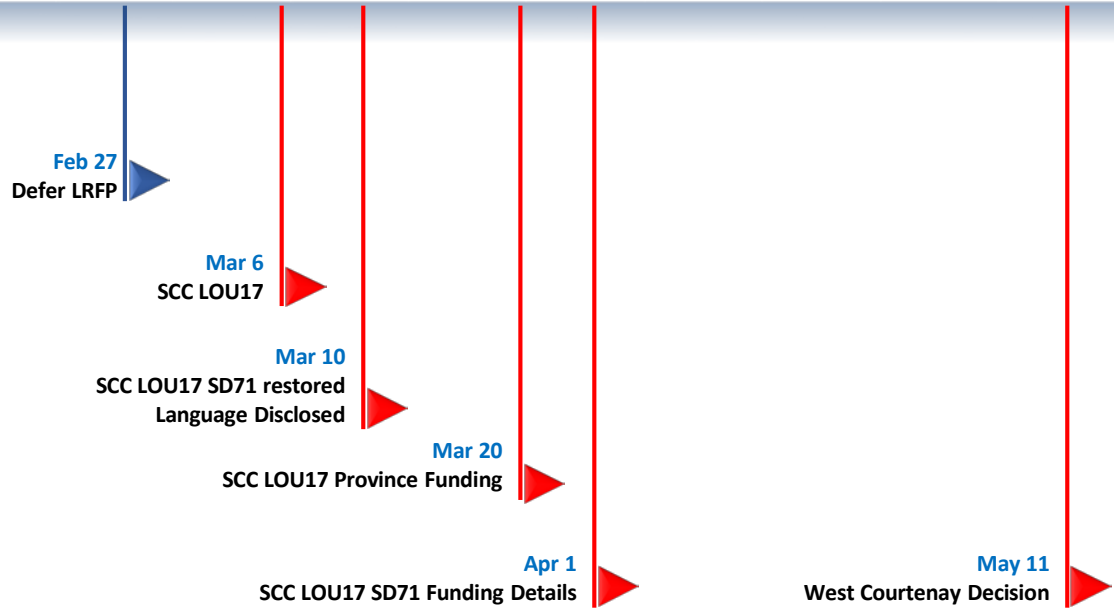 Feb 27
Defer LRFP
Mar 6
SCC LOU17
Mar 10
SCC LOU17 SD71 restored
Language Disclosed
Mar 20
SCC LOU17 Province Funding
Apr 1
SCC LOU17 SD71 Funding Details
May 11
West Courtenay Decision